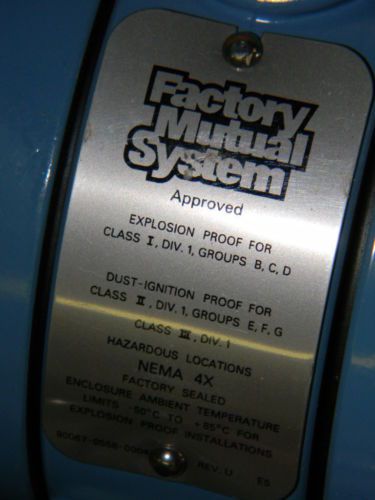 Factory
Mutual
System
Approved
EXPLOSION PROOF FOR
CLASS I, DIV. 1, GROUPS B, C, D
DUST-IGNITION PROOF FOR
CLASS II, DIV. 1, GROUPS E, F, G
CLASS III, DIV. 1
HAZARDOUS LOCATIONS
NEMA 4X
FACTORY SEALED
ENCLOSURE AMBIENT TEMPERATURE
LIMITS -50°C TO +85°C FOR
EXPLOSION PROOF INSTALLATIONS
REV. U E5